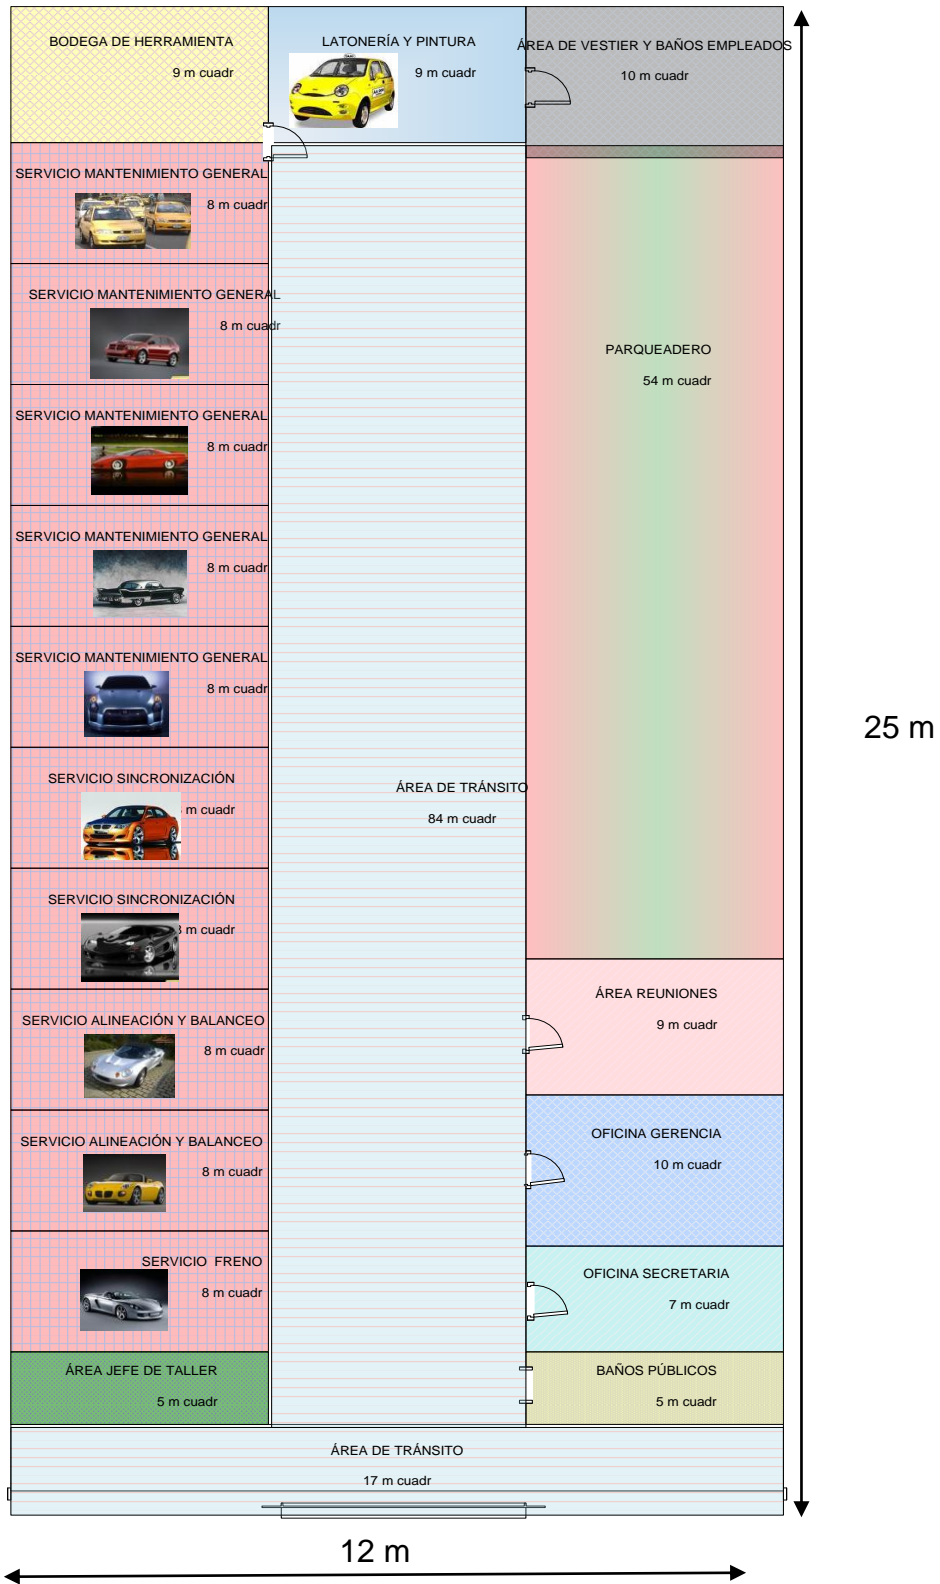 BODEGA DE HERRAMIENTA
9 m cuadr
LATONERÍA Y PINTURA
9 m cuadr
ÁREA DE VESTIER Y BAÑOS EMPLEADOS
10 m cuadr
SERVICIO MANTENIMIENTO GENERAL
8 m cuadr
SERVICIO MANTENIMIENTO GENERAL
8 m cuadr
SERVICIO MANTENIMIENTO GENERAL
8 m cuadr
SERVICIO MANTENIMIENTO GENERAL
8 m cuadr
SERVICIO MANTENIMIENTO GENERAL
8 m cuadr
SERVICIO SINCRONIZACIÓN
m cuadr
SERVICIO SINCRONIZACIÓN
m cuadr
SERVICIO ALINEACIÓN Y BALANCEO
8 m cuadr
SERVICIO ALINEACIÓN Y BALANCEO
8 m cuadr
SERVICIO FRENO
8 m cuadr
ÁREA JEFE DE TALLER
5 m cuadr
ÁREA DE TRÁNSITO
84 m cuadr
PARQUEADERO
54 m cuadr
ÁREA REUNIONES
9 m cuadr
OFICINA GERENCIA
10 m cuadr
OFICINA SECRETARIA
7 m cuadr
BAÑOS PÚBLICOS
5 m cuadr
ÁREA DE TRÁNSITO
17 m cuadr
25 m
12 m